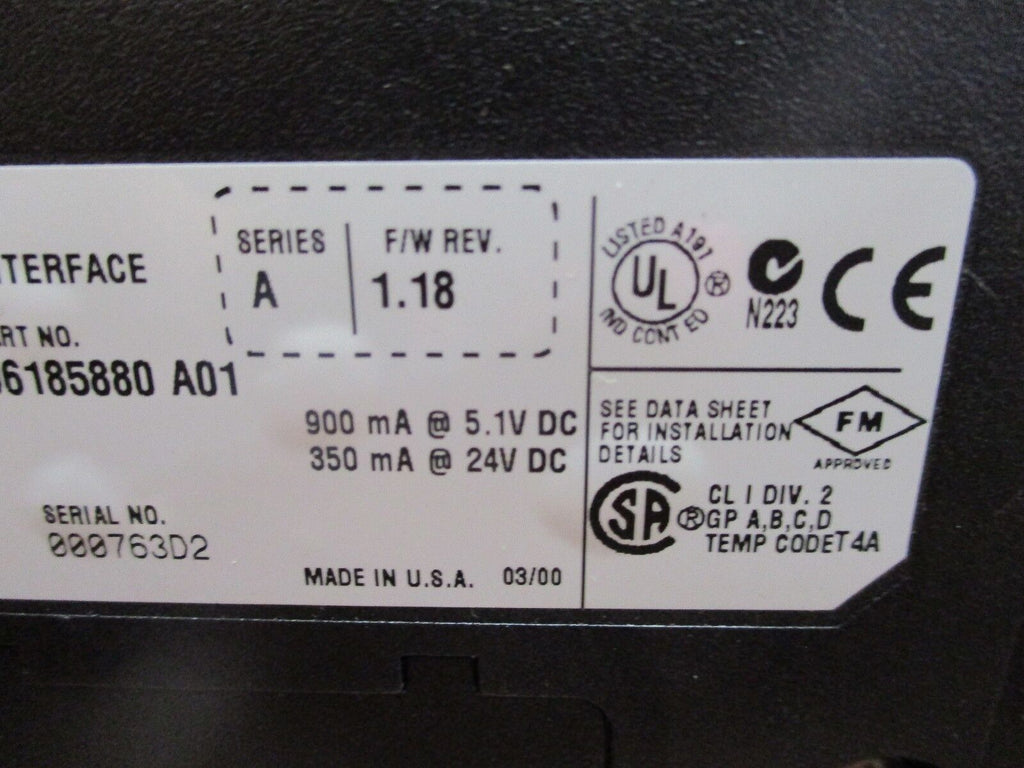 NTERFACE
SERIES
A
F/W REV.
1.18
RT NO.
6185880 A01
900 mA @ 5.1V DC
350 mA @ 24V DC
SERIAL NO.
000763D2
MADE IN U.S.A. 03/00
LISTED A197
UL ®
IND CONT EQ
N223
CE
SEE DATA SHEET
FOR INSTALLATION
DETAILS
FM
APPROVED
SA ®
CL I DIV. 2
GP A,B,C,D
TEMP CODE T4A